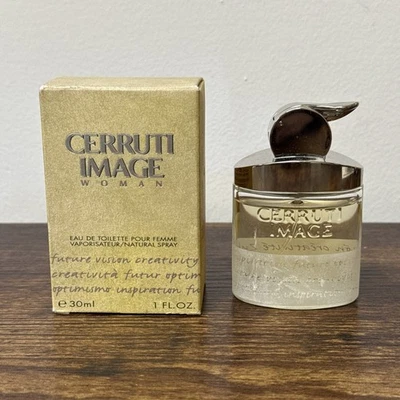 CERRUTI
IMAGE
WOMAN
EAU DE TOILETTE POUR FEMME
VAPORISATEUR/NATURAL SPRAY
future vision creativity
creatività futur optim
optimismo inspiration fu
e 30ml 1 FL.OZ.
CERRUTI
IMAGE